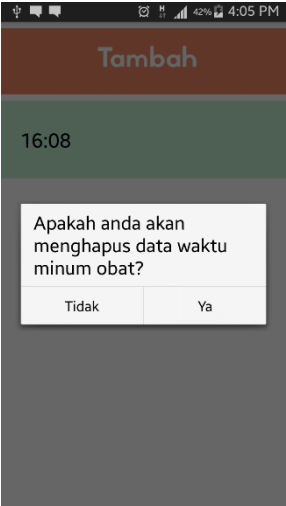 H 42% 4:05 PM
Tambah
16:08
Apakah anda akan
menghapus data waktu
minum obat?
Tidak Ya